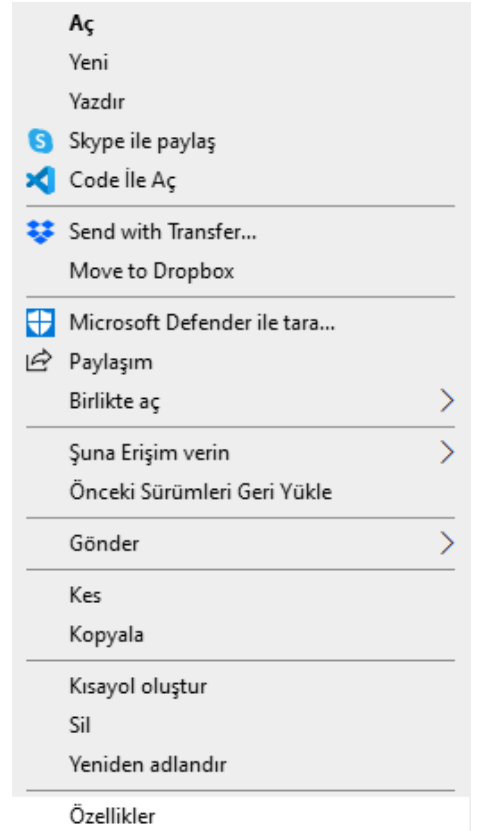 Aç
Yeni
Yazdır
Skype ile paylaş
Code İle Aç
Send with Transfer...
Move to Dropbox
Microsoft Defender ile tara...
Paylaşım
Birlikte aç
Şuna Erişim verin
Önceki Sürümleri Geri Yükle
Gönder
Kes
Kopyala
Kısayol oluştur
Sil
Yeniden adlandır
Özellikler